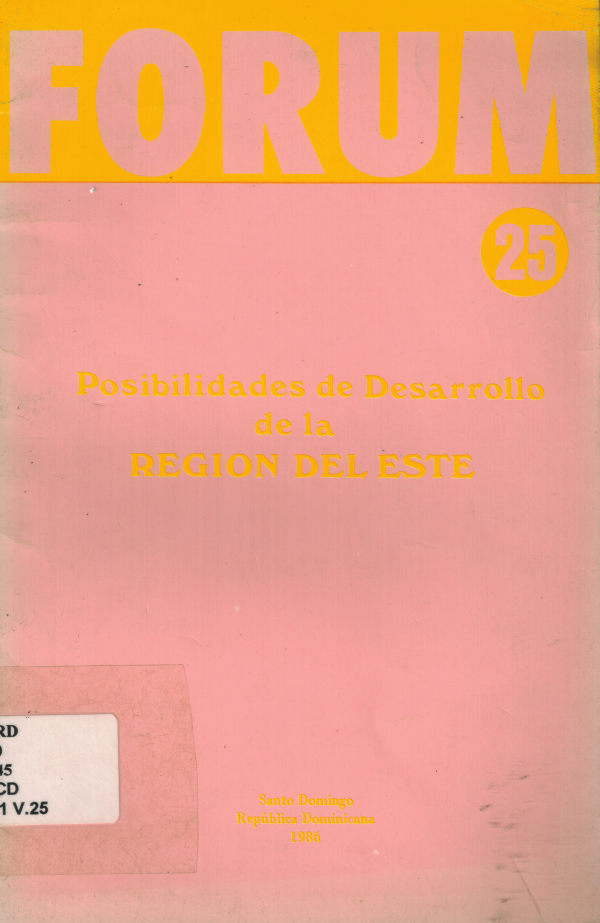 FORUM
25
Posibilidades de Desarrollo
de la
REGION DEL ESTE
RD
45
CD
1 V.25
Santo Domingo
República Dominicana
1986